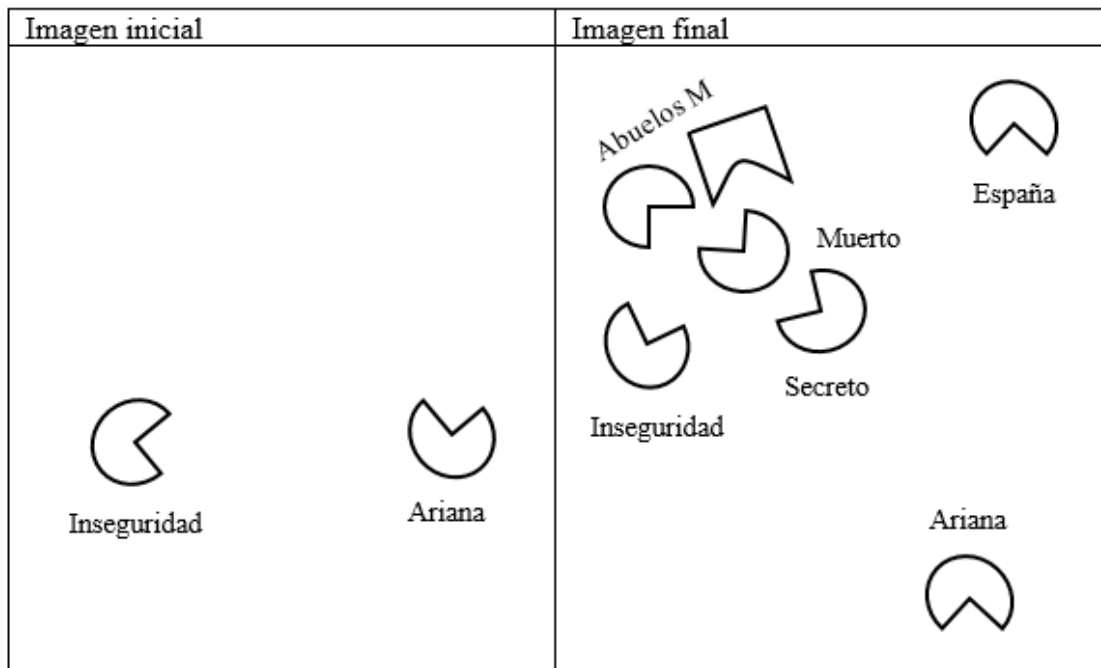 Imagen inicial
Imagen final
Inseguridad
Ariana
Abuelos M
España
Muerto
Secreto
Inseguridad
Ariana